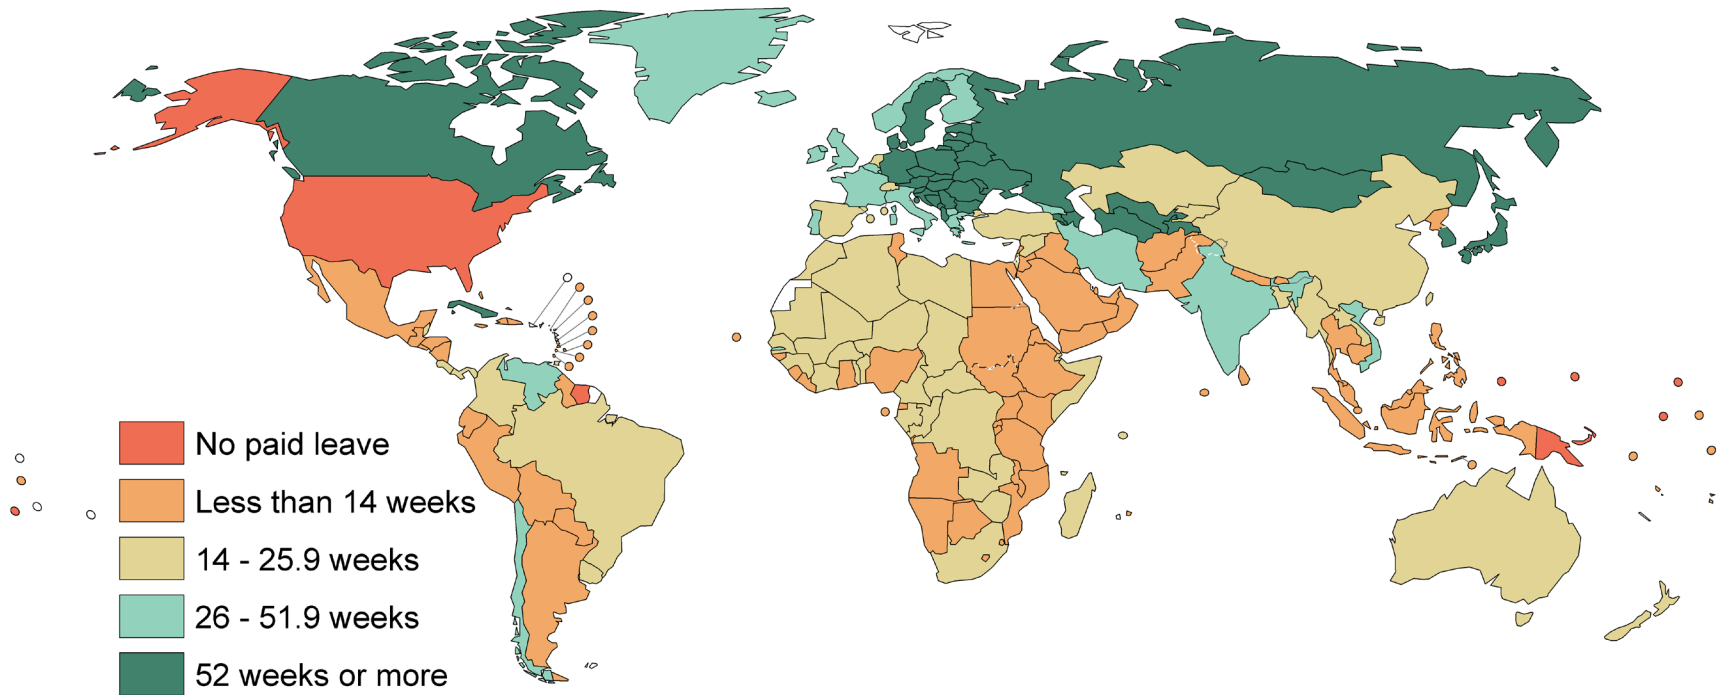 No paid leave
Less than 14 weeks
14 - 25.9 weeks
26 - 51.9 weeks
52 weeks or more